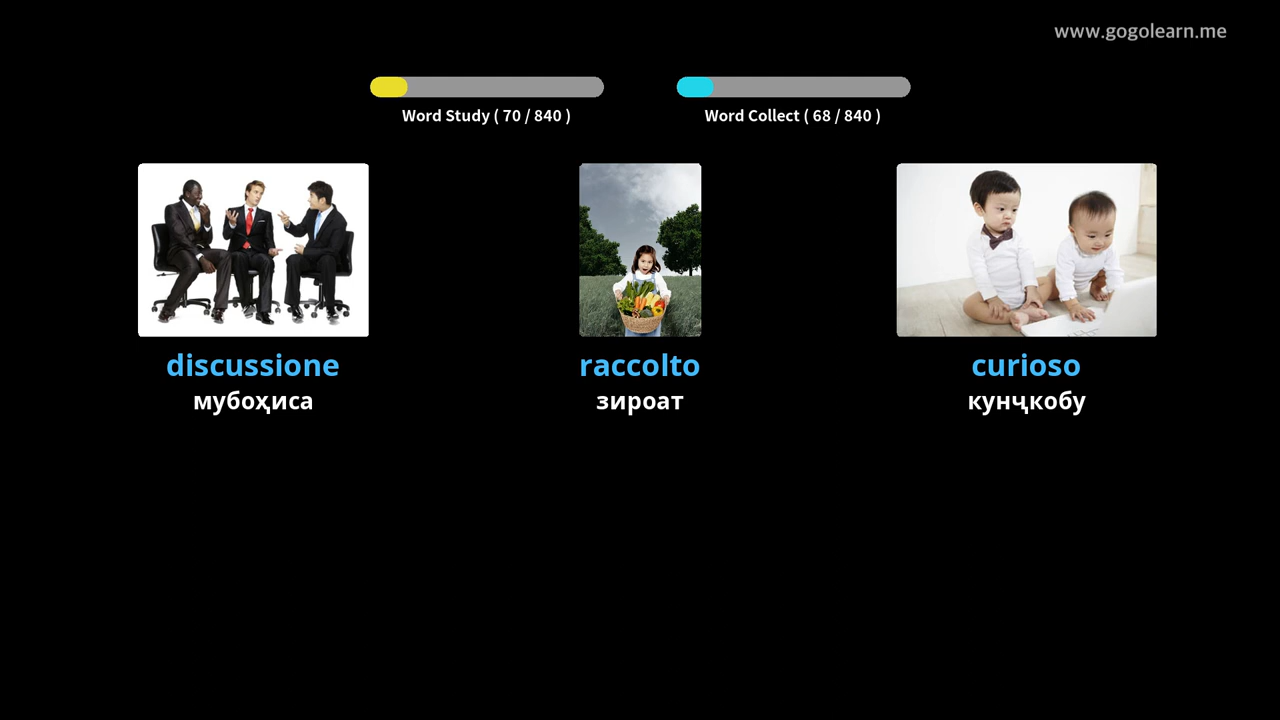 www.gogolearn.me
Word Study ( 70 / 840 )
Word Collect ( 68 / 840 )
discussione
мубоҳиса
raccolto
зироат
curioso
кунҷкобу